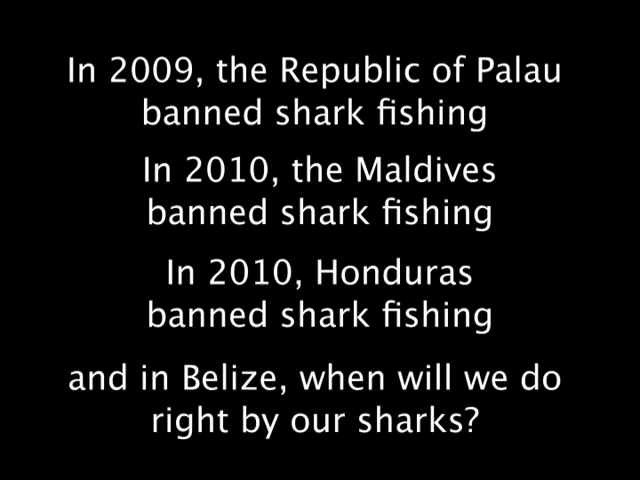 In 2009, the Republic of Palau
banned shark fishing
In 2010, the Maldives
banned shark fishing
In 2010, Honduras
banned shark fishing
and in Belize, when will we do
right by our sharks?